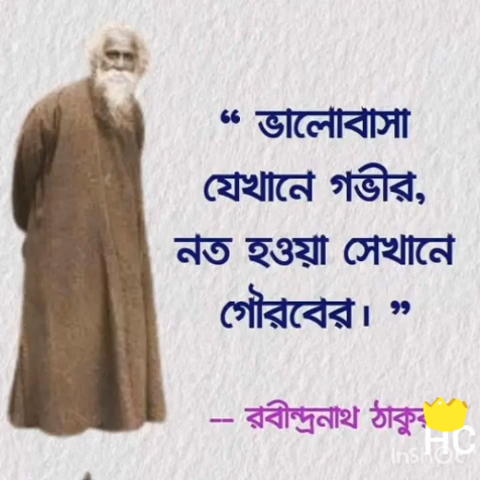 “ ভালোবাসা
যেখানে গভীর,
নত হওয়া সেখানে
গৌরবের। ”
-- রবীন্দ্রনাথ ঠাকুর
HC
InShOt